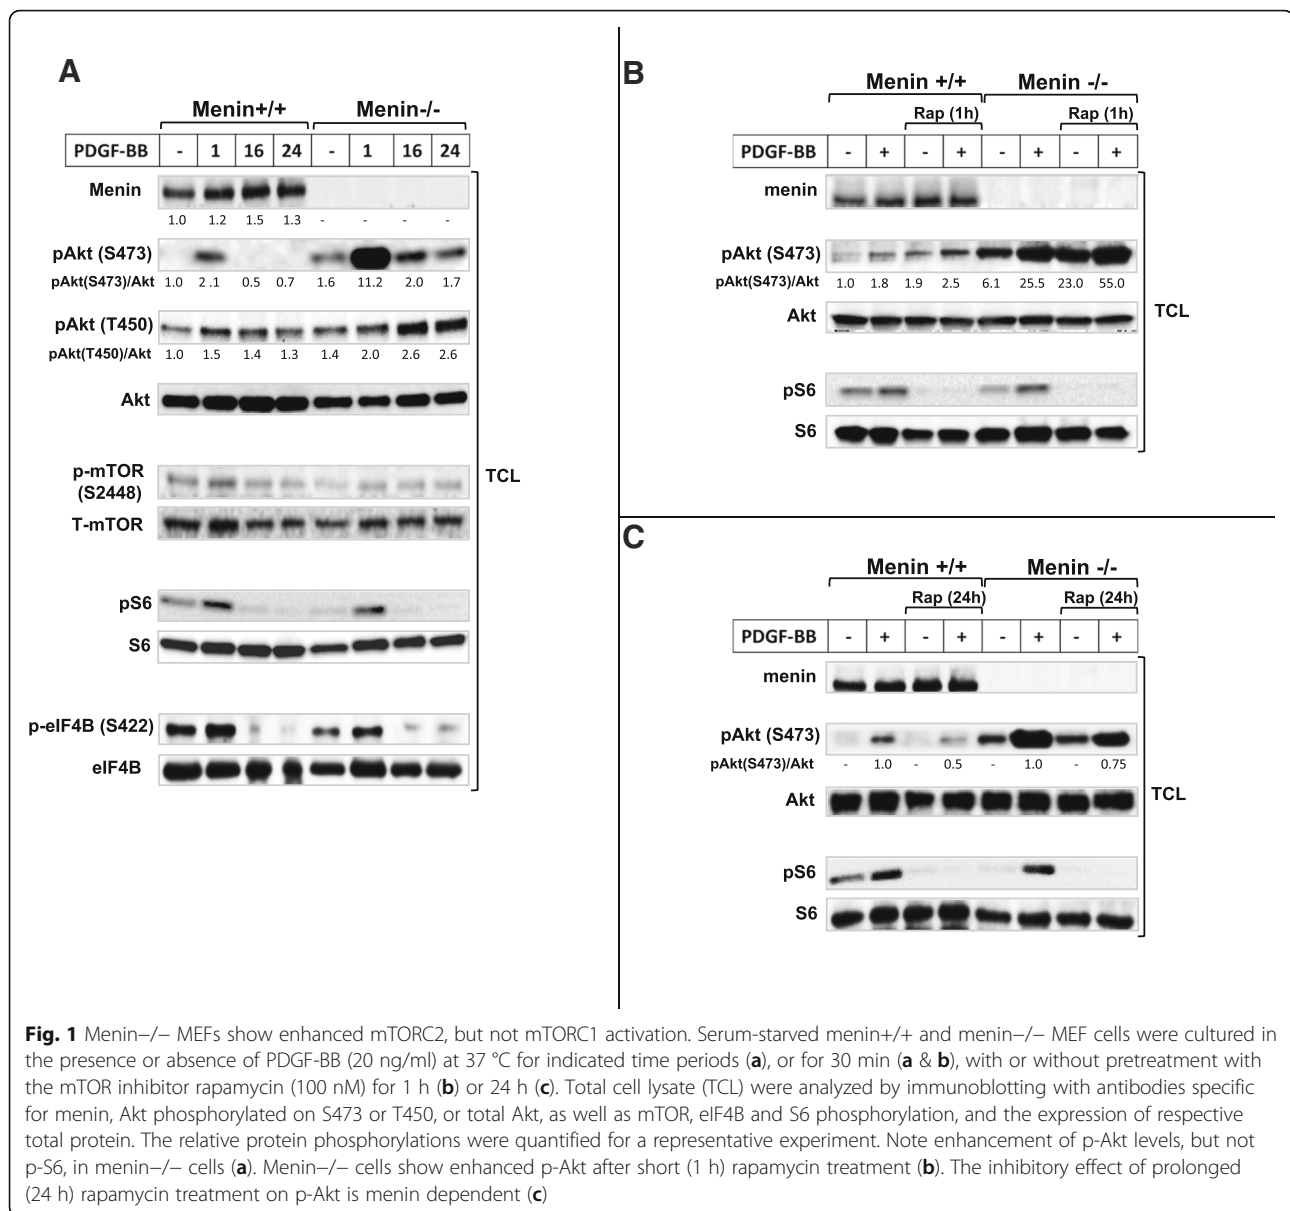 A
Menin+/+ Menin-/-
PDGF-BB - 1 16 24 - 1 16 24
Menin
1.0 1.2 1.5 1.3 - - - -
pAkt (S473)
pAkt(S473)/Akt 1.0 2.1 0.5 0.7 1.6 11.2 2.0 1.7
pAkt (T450)
pAkt(T450)/Akt 1.0 1.5 1.4 1.3 1.4 2.0 2.6 2.6
Akt
p-mTOR
(S2448)
TCL
T-mTOR
pS6
S6
p-eIF4B (S422)
eIF4B
B
Menin +/+ Menin -/-
Rap (1h) Rap (1h)
PDGF-BB - + - + - + - +
menin
pAkt (S473)
pAkt(S473)/Akt 1.0 1.8 1.9 2.5 6.1 25.5 23.0 55.0
Akt
TCL
pS6
S6
C
Menin +/+ Menin -/-
Rap (24h) Rap (24h)
PDGF-BB - + - + - + - +
menin
pAkt (S473)
pAkt(S473)/Akt - 1.0 - 0.5 - 1.0 - 0.75
Akt
TCL
pS6
S6
Fig. 1 Menin−/− MEFs show enhanced mTORC2, but not mTORC1 activation. Serum-starved menin+/+ and menin−/− MEF cells were cultured in
the presence or absence of PDGF-BB (20 ng/ml) at 37 °C for indicated time periods (a), or for 30 min (a & b), with or without pretreatment with
the mTOR inhibitor rapamycin (100 nM) for 1 h (b) or 24 h (c). Total cell lysate (TCL) were analyzed by immunoblotting with antibodies specific
for menin, Akt phosphorylated on S473 or T450, or total Akt, as well as mTOR, eIF4B and S6 phosphorylation, and the expression of respective
total protein. The relative protein phosphorylations were quantified for a representative experiment. Note enhancement of p-Akt levels, but not
p-S6, in menin−/− cells (a). Menin−/− cells show enhanced p-Akt after short (1 h) rapamycin treatment (b). The inhibitory effect of prolonged
(24 h) rapamycin treatment on p-Akt is menin dependent (c)